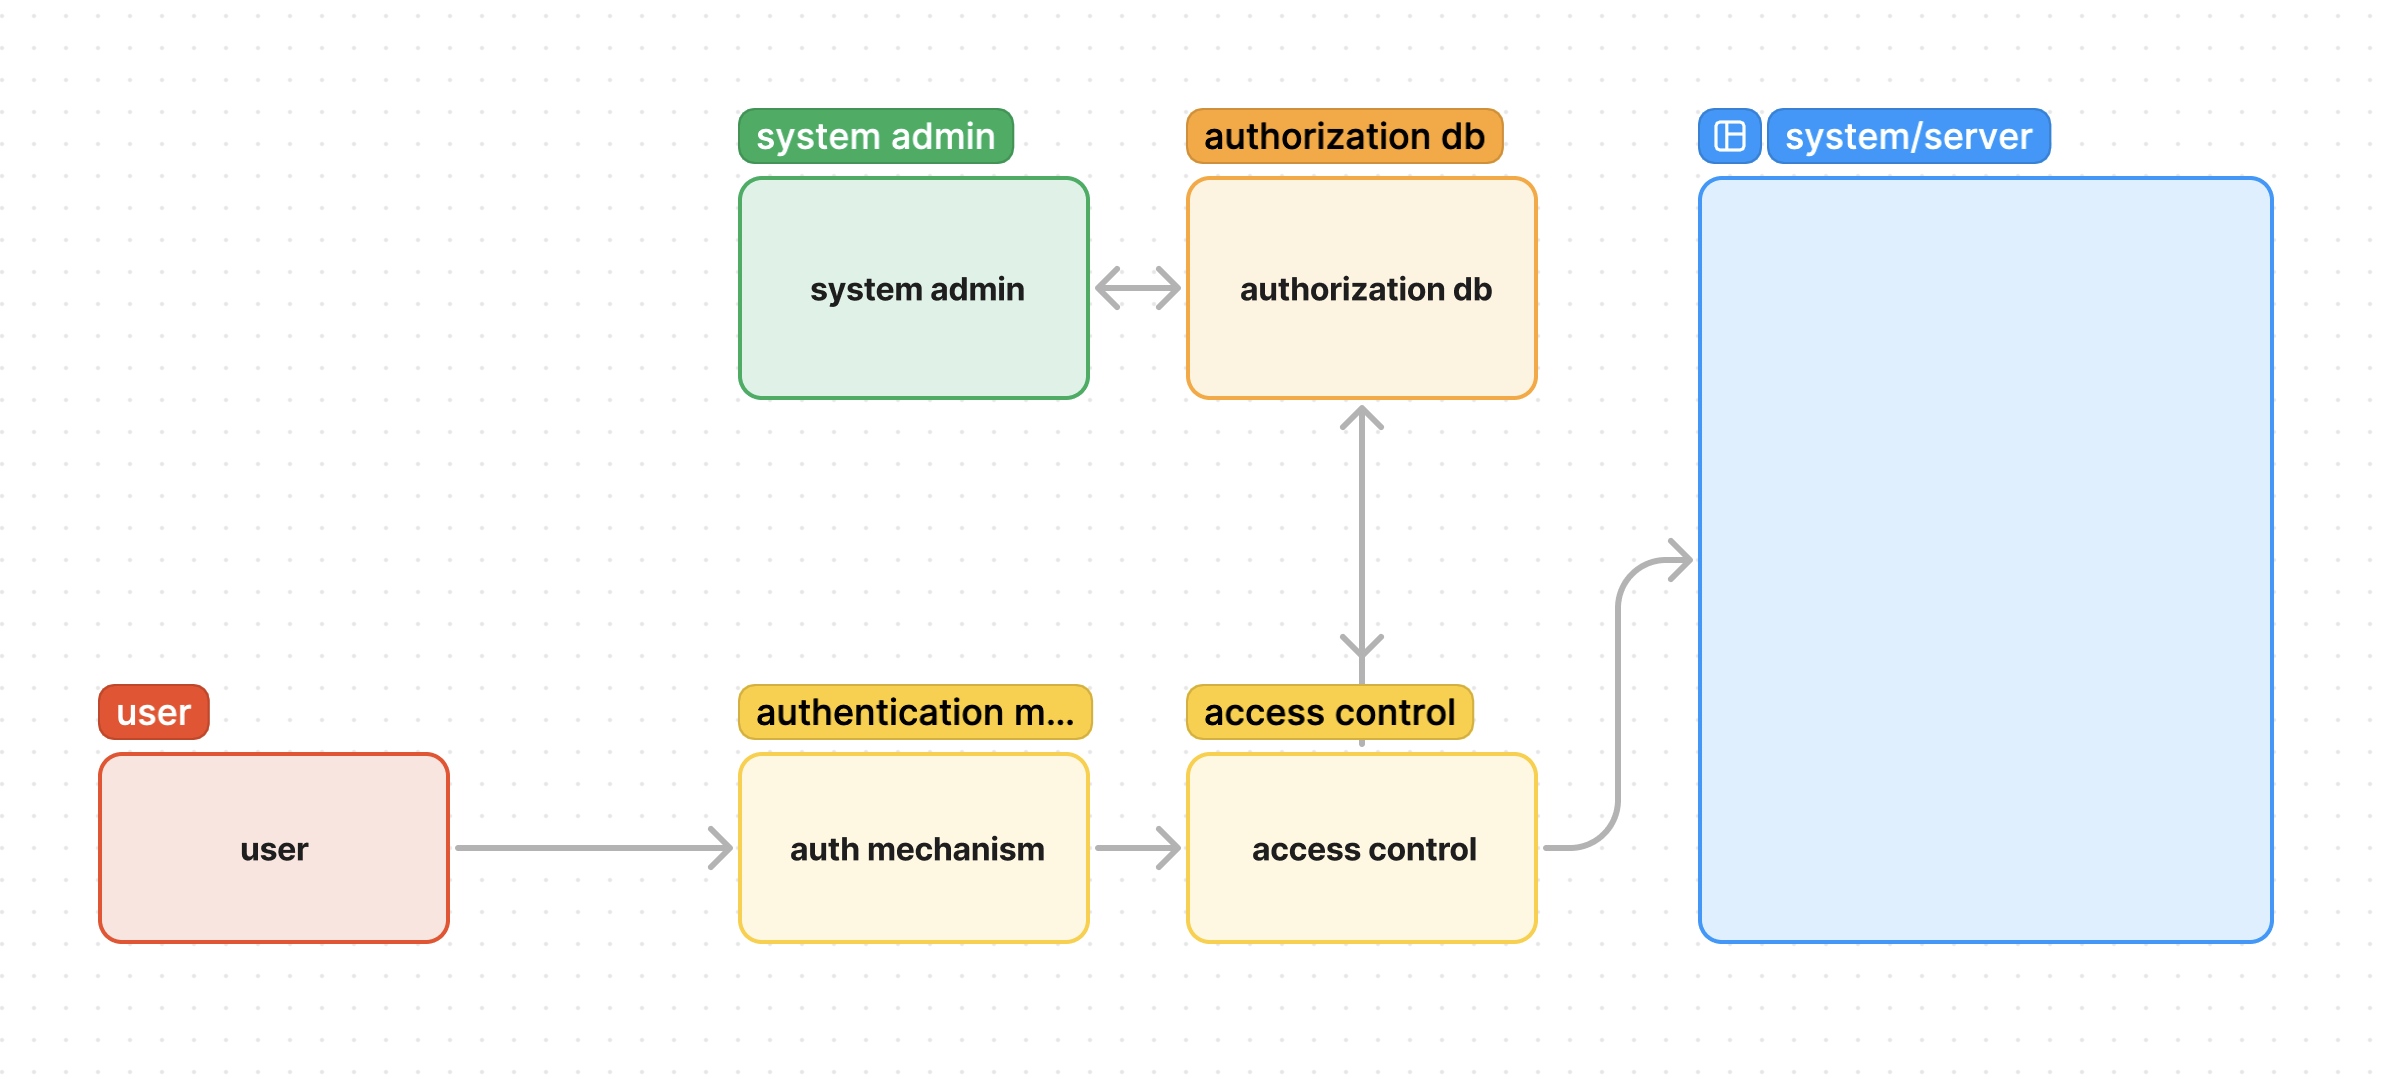 system admin
authorization db
system/server
system admin
authorization db
user
authentication m...
access control
user
auth mechanism
access control